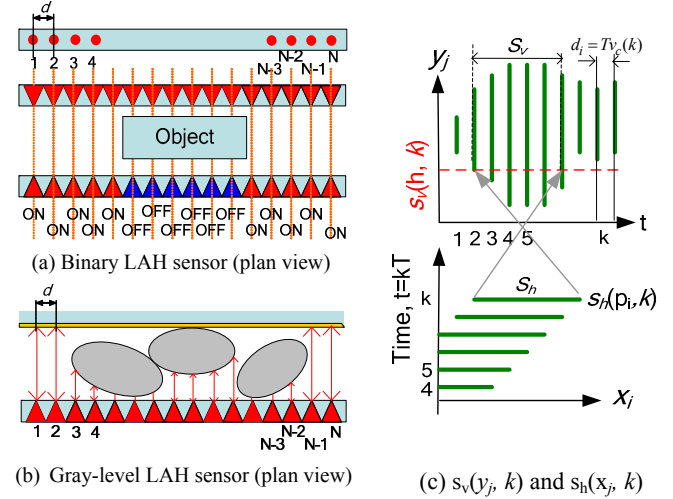 d
1 2 3 4 N-3 N-2 N-1 N
Object
ON ON ON ON ON OFF OFF OFF OFF OFF OFF ON ON ON ON ON
(a) Binary LAH sensor (plan view)
d
1 2 3 4 N-3 N-2 N-1 N
(b) Gray-level LAH sensor (plan view)
y_j S_v d_i = Tv_c(k)
s_v(h, k)
t
1 2 3 4 5 k
Time, t=kT
k S_h s_h(p_i, k)
5
4
x_i
(c) s_v(y_j, k) and s_h(x_j, k)